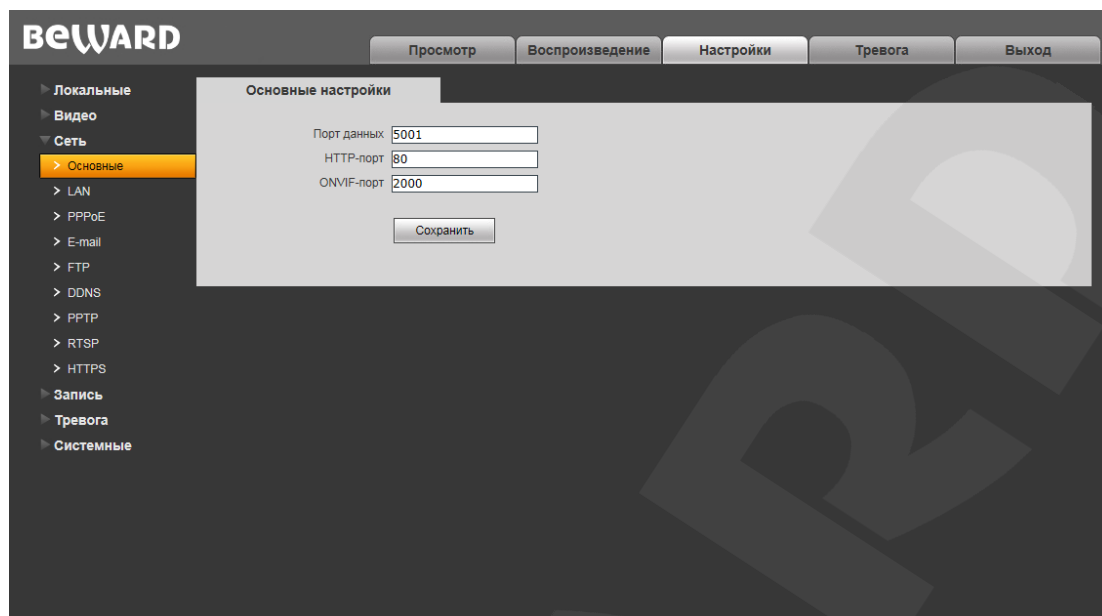 BEWARD
Просмотр Воспроизведение Настройки Тревога Выход
Локальные
Видео
Сеть
> Основные
> LAN
> PPPoE
> E-mail
> FTP
> DDNS
> PPTP
> RTSP
> HTTPS
Запись
Тревога
Системные
Основные настройки
Порт данных 5001
HTTP-порт 80
ONVIF-порт 2000
Сохранить